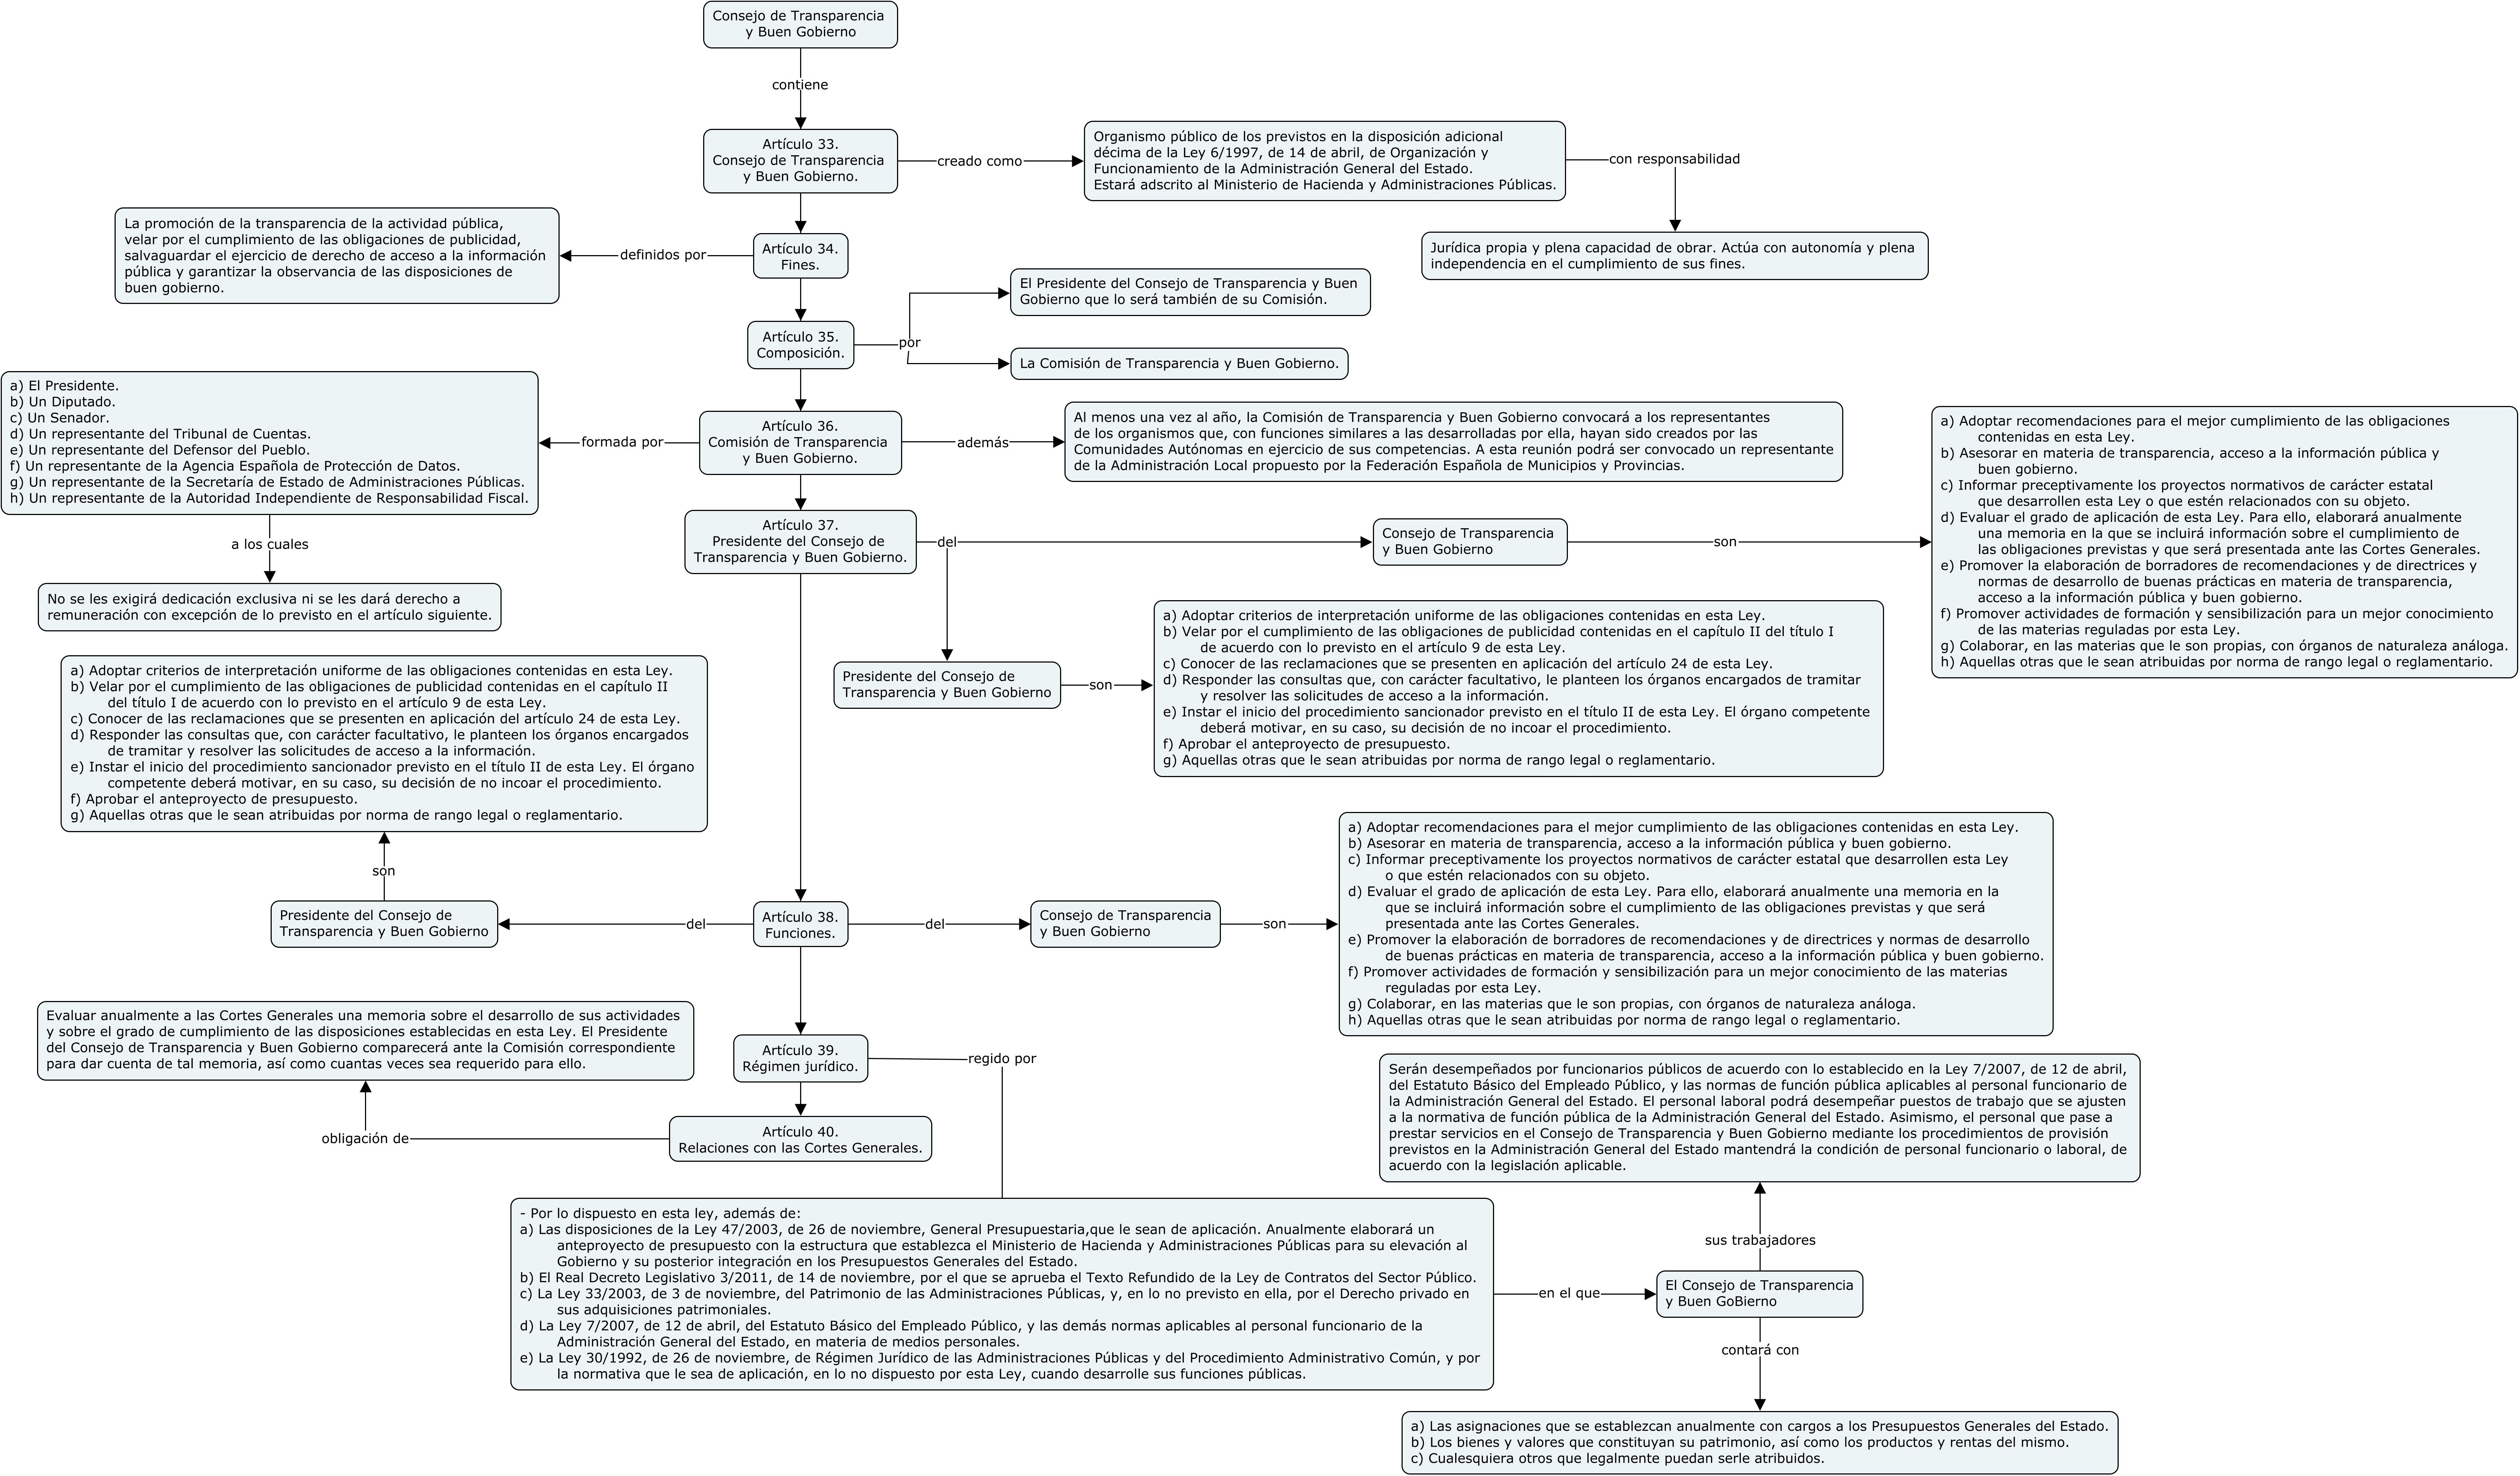 Consejo de Transparencia
y Buen Gobierno
contiene
Artículo 33.
Consejo de Transparencia
y Buen Gobierno.
creado como
Organismo público de los previstos en la disposición adicional
décima de la Ley 6/1997, de 14 de abril, de Organización y
Funcionamiento de la Administración General del Estado.
Estará adscrito al Ministerio de Hacienda y Administraciones Públicas.
con responsabilidad
Jurídica propia y plena capacidad de obrar. Actúa con autonomía y plena
independencia en el cumplimiento de sus fines.
Artículo 34.
Fines.
definidos por
La promoción de la transparencia de la actividad pública,
velar por el cumplimiento de las obligaciones de publicidad,
salvaguardar el ejercicio de derecho de acceso a la información
pública y garantizar la observancia de las disposiciones de
buen gobierno.
Artículo 35.
Composición.
por
El Presidente del Consejo de Transparencia y Buen
Gobierno que lo será también de su Comisión.
La Comisión de Transparencia y Buen Gobierno.
Artículo 36.
Comisión de Transparencia
y Buen Gobierno.
formada por
a) El Presidente.
b) Un Diputado.
c) Un Senador.
d) Un representante del Tribunal de Cuentas.
e) Un representante del Defensor del Pueblo.
f) Un representante de la Agencia Española de Protección de Datos.
g) Un representante de la Secretaría de Estado de Administraciones Públicas.
h) Un representante de la Autoridad Independiente de Responsabilidad Fiscal.
a los cuales
No se les exigirá dedicación exclusiva ni se les dará derecho a
remuneración con excepción de lo previsto en el artículo siguiente.
además
Al menos una vez al año, la Comisión de Transparencia y Buen Gobierno convocará a los representantes
de los organismos que, con funciones similares a las desarrolladas por ella, hayan sido creados por las
Comunidades Autónomas en ejercicio de sus competencias. A esta reunión podrá ser convocado un representante
de la Administración Local propuesto por la Federación Española de Municipios y Provincias.
Artículo 37.
Presidente del Consejo de
Transparencia y Buen Gobierno.
del
Consejo de Transparencia
y Buen Gobierno
son
a) Adoptar recomendaciones para el mejor cumplimiento de las obligaciones
contenidas en esta Ley.
b) Asesorar en materia de transparencia, acceso a la información pública y
buen gobierno.
c) Informar preceptivamente los proyectos normativos de carácter estatal
que desarrollen esta Ley o que estén relacionados con su objeto.
d) Evaluar el grado de aplicación de esta Ley. Para ello, elaborará anualmente
una memoria en la que se incluirá información sobre el cumplimiento de
las obligaciones previstas y que será presentada ante las Cortes Generales.
e) Promover la elaboración de borradores de recomendaciones y de directrices y
normas de desarrollo de buenas prácticas en materia de transparencia,
acceso a la información pública y buen gobierno.
f) Promover actividades de formación y sensibilización para un mejor conocimiento
de las materias reguladas por esta Ley.
g) Colaborar, en las materias que le son propias, con órganos de naturaleza análoga.
h) Aquellas otras que le sean atribuidas por norma de rango legal o reglamentario.
Presidente del Consejo de
Transparencia y Buen Gobierno
son
a) Adoptar criterios de interpretación uniforme de las obligaciones contenidas en esta Ley.
b) Velar por el cumplimiento de las obligaciones de publicidad contenidas en el capítulo II del título I
de acuerdo con lo previsto en el artículo 9 de esta Ley.
c) Conocer de las reclamaciones que se presenten en aplicación del artículo 24 de esta Ley.
d) Responder las consultas que, con carácter facultativo, le planteen los órganos encargados de tramitar
y resolver las solicitudes de acceso a la información.
e) Instar el inicio del procedimiento sancionador previsto en el título II de esta Ley. El órgano competente
deberá motivar, en su caso, su decisión de no incoar el procedimiento.
f) Aprobar el anteproyecto de presupuesto.
g) Aquellas otras que le sean atribuidas por norma de rango legal o reglamentario.
a) Adoptar criterios de interpretación uniforme de las obligaciones contenidas en esta Ley.
b) Velar por el cumplimiento de las obligaciones de publicidad contenidas en el capítulo II
del título I de acuerdo con lo previsto en el artículo 9 de esta Ley.
c) Conocer de las reclamaciones que se presenten en aplicación del artículo 24 de esta Ley.
d) Responder las consultas que, con carácter facultativo, le planteen los órganos encargados
de tramitar y resolver las solicitudes de acceso a la información.
e) Instar el inicio del procedimiento sancionador previsto en el título II de esta Ley. El órgano
competente deberá motivar, en su caso, su decisión de no incoar el procedimiento.
f) Aprobar el anteproyecto de presupuesto.
g) Aquellas otras que le sean atribuidas por norma de rango legal o reglamentario.
son
Presidente del Consejo de
Transparencia y Buen Gobierno
del
Artículo 38.
Funciones.
del
Consejo de Transparencia
y Buen Gobierno
son
a) Adoptar recomendaciones para el mejor cumplimiento de las obligaciones contenidas en esta Ley.
b) Asesorar en materia de transparencia, acceso a la información pública y buen gobierno.
c) Informar preceptivamente los proyectos normativos de carácter estatal que desarrollen esta Ley
o que estén relacionados con su objeto.
d) Evaluar el grado de aplicación de esta Ley. Para ello, elaborará anualmente una memoria en la
que se incluirá información sobre el cumplimiento de las obligaciones previstas y que será
presentada ante las Cortes Generales.
e) Promover la elaboración de borradores de recomendaciones y de directrices y normas de desarrollo
de buenas prácticas en materia de transparencia, acceso a la información pública y buen gobierno.
f) Promover actividades de formación y sensibilización para un mejor conocimiento de las materias
reguladas por esta Ley.
g) Colaborar, en las materias que le son propias, con órganos de naturaleza análoga.
h) Aquellas otras que le sean atribuidas por norma de rango legal o reglamentario.
Evaluar anualmente a las Cortes Generales una memoria sobre el desarrollo de sus actividades
y sobre el grado de cumplimiento de las disposiciones establecidas en esta Ley. El Presidente
del Consejo de Transparencia y Buen Gobierno comparecerá ante la Comisión correspondiente
para dar cuenta de tal memoria, así como cuantas veces sea requerido para ello.
Artículo 39.
Régimen jurídico.
regido por
obligación de
Artículo 40.
Relaciones con las Cortes Generales.
- Por lo dispuesto en esta ley, además de:
a) Las disposiciones de la Ley 47/2003, de 26 de noviembre, General Presupuestaria,que le sean de aplicación. Anualmente elaborará un
anteproyecto de presupuesto con la estructura que establezca el Ministerio de Hacienda y Administraciones Públicas para su elevación al
Gobierno y su posterior integración en los Presupuestos Generales del Estado.
b) El Real Decreto Legislativo 3/2011, de 14 de noviembre, por el que se aprueba el Texto Refundido de la Ley de Contratos del Sector Público.
c) La Ley 33/2003, de 3 de noviembre, del Patrimonio de las Administraciones Públicas, y, en lo no previsto en ella, por el Derecho privado en
sus adquisiciones patrimoniales.
d) La Ley 7/2007, de 12 de abril, del Estatuto Básico del Empleado Público, y las demás normas aplicables al personal funcionario de la
Administración General del Estado, en materia de medios personales.
e) La Ley 30/1992, de 26 de noviembre, de Régimen Jurídico de las Administraciones Públicas y del Procedimiento Administrativo Común, y por
la normativa que le sea de aplicación, en lo no dispuesto por esta Ley, cuando desarrolle sus funciones públicas.
en el que
El Consejo de Transparencia
y Buen GoBierno
sus trabajadores
Serán desempeñados por funcionarios públicos de acuerdo con lo establecido en la Ley 7/2007, de 12 de abril,
del Estatuto Básico del Empleado Público, y las normas de función pública aplicables al personal funcionario de
la Administración General del Estado. El personal laboral podrá desempeñar puestos de trabajo que se ajusten
a la normativa de función pública de la Administración General del Estado. Asimismo, el personal que pase a
prestar servicios en el Consejo de Transparencia y Buen Gobierno mediante los procedimientos de provisión
previstos en la Administración General del Estado mantendrá la condición de personal funcionario o laboral, de
acuerdo con la legislación aplicable.
contará con
a) Las asignaciones que se establezcan anualmente con cargos a los Presupuestos Generales del Estado.
b) Los bienes y valores que constituyan su patrimonio, así como los productos y rentas del mismo.
c) Cualesquiera otros que legalmente puedan serle atribuidos.